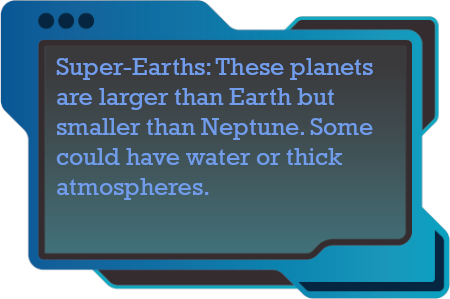 Super-Earths: These planets
are larger than Earth but
smaller than Neptune. Some
could have water or thick
atmospheres.